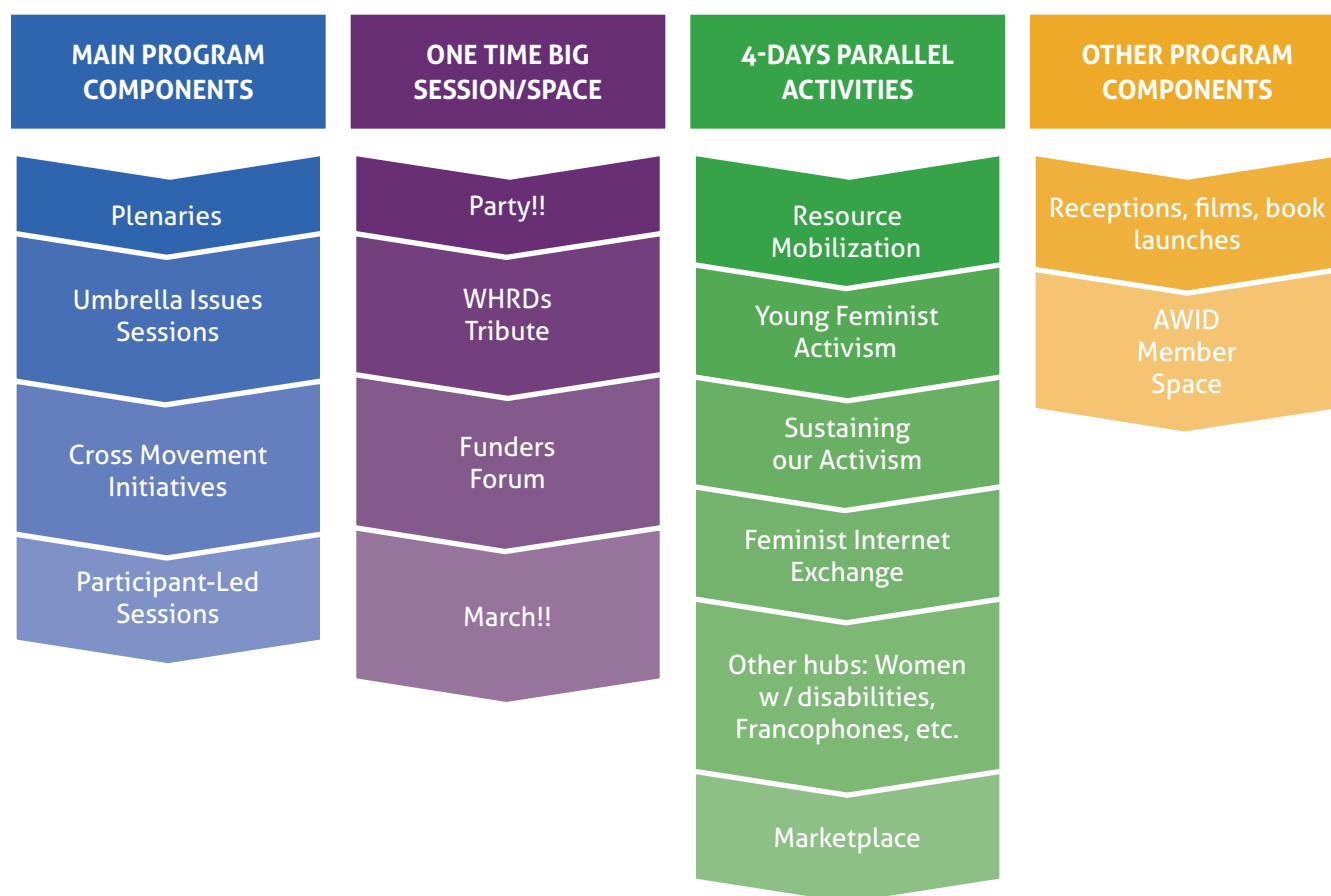 MAIN PROGRAM
COMPONENTS
Plenaries
Umbrella Issues
Sessions
Cross Movement
Initiatives
Participant-Led
Sessions
ONE TIME BIG
SESSION/SPACE
Party!!
WHRDs
Tribute
Funders
Forum
March!!
4-DAYS PARALLEL
ACTIVITIES
Resource
Mobilization
Young Feminist
Activism
Sustaining
our Activism
Feminist Internet
Exchange
Other hubs: Women
w / disabilities,
Francophones, etc.
Marketplace
OTHER PROGRAM
COMPONENTS
Receptions, films, book
launches
AWID
Member
Space